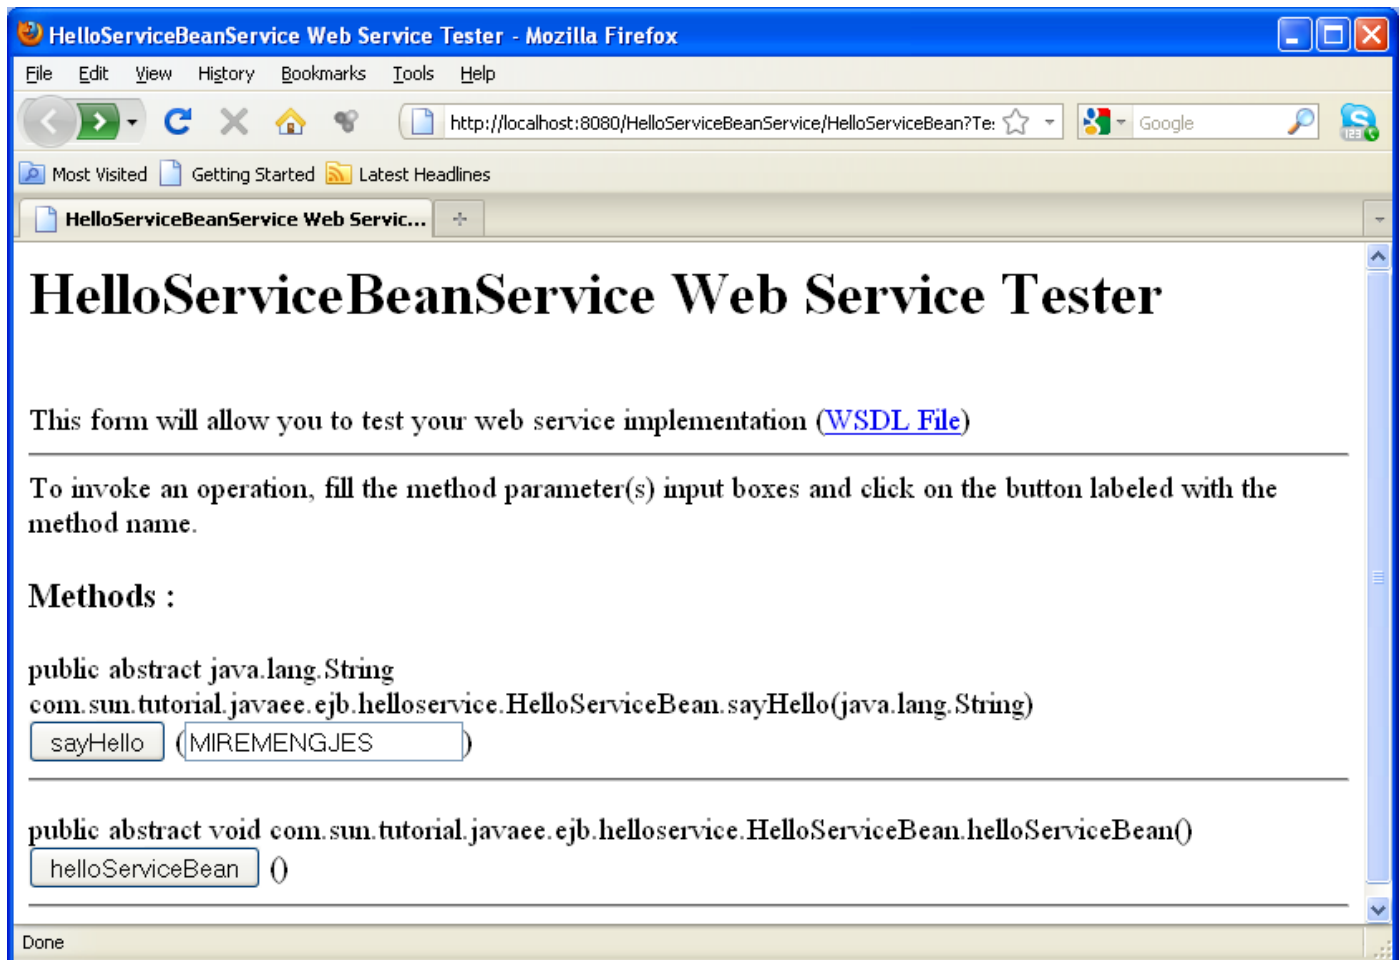 HelloServiceBeanService Web Service Tester - Mozilla Firefox
File Edit View History Bookmarks Tools Help
http://localhost:8080/HelloServiceBeanService/HelloServiceBean?Te:
Google
123
Most Visited Getting Started Latest Headlines
HelloServiceBeanService Web Servic...
HelloServiceBeanService Web Service Tester
This form will allow you to test your web service implementation (WSDL File)
To invoke an operation, fill the method parameter(s) input boxes and click on the button labeled with the
method name.
Methods :
public abstract java.lang.String
com.sun.tutorial.javaee.ejb.helloservice.HelloServiceBean.sayHello(java.lang.String)
sayHello (MIREMENGJES)
public abstract void com.sun.tutorial.javaee.ejb.helloservice.HelloServiceBean.helloServiceBean()
helloServiceBean ()
Done